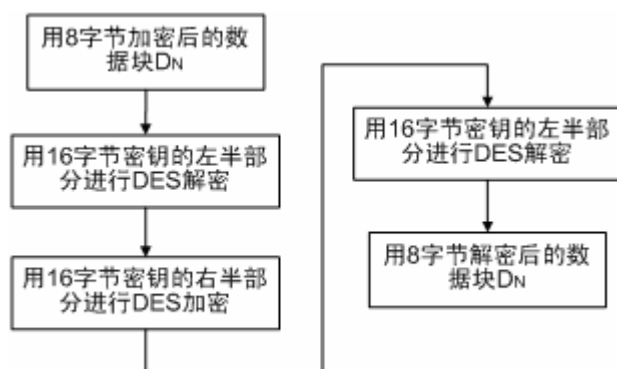 用8字节加密后的数
据块DN
用16字节密钥的左半部
分进行DES解密
用16字节密钥的右半部
分进行DES加密
用16字节密钥的左半部
分进行DES解密
用8字节解密后的数
据块DN